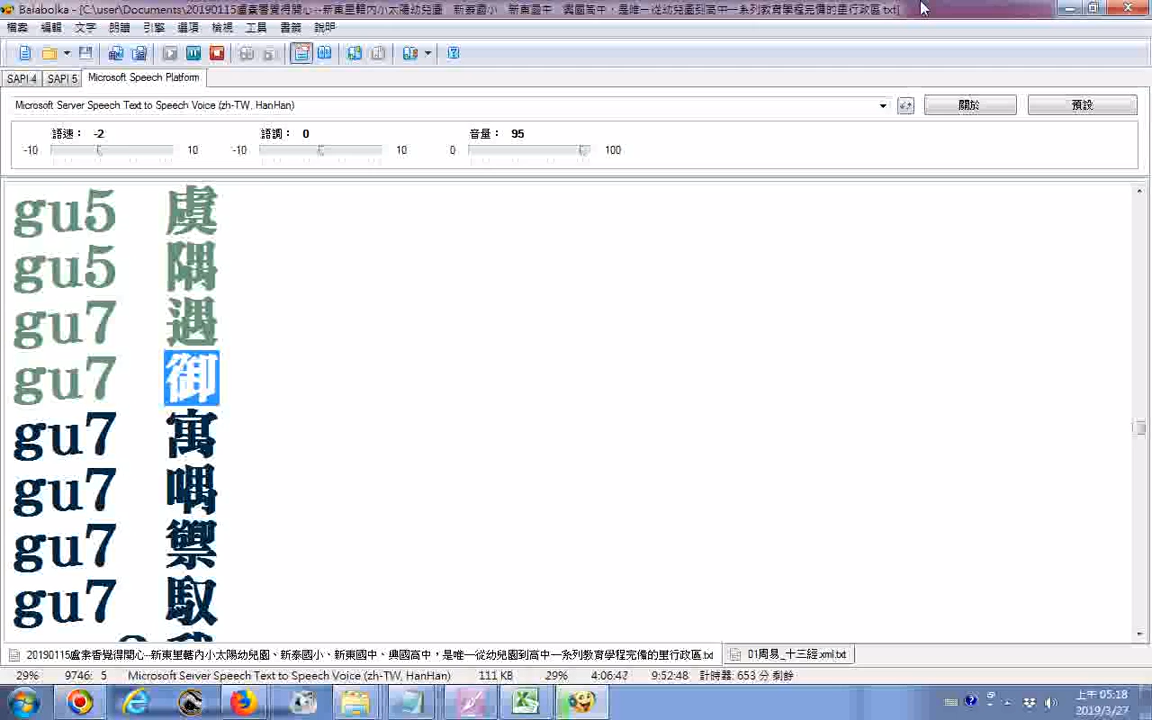 Balabolka - [C:\user\Documents\20190115盧素香覺得開心--新東里轄內小太陽幼兒園、新泰國小、新東國中、興國高中，是唯一從幼兒園到高中一系列教育學程完備的里行政區.txt]
檔案 編輯 文字 朗讀 引擎 選項 檢視 工具 書籤 說明
SAPI 4 SAPI 5 Microsoft Speech Platform
Microsoft Server Speech Text to Speech Voice (zh-TW, HanHan) 關於 預設
語速： -2 語調： 0 音量： 95
-10 10 -10 10 0 100
gu5 虞
gu5 隅
gu7 遇
gu7 御
gu7 寓
gu7 喁
gu7 禦
gu7 馭
20190115盧素香覺得開心--新東里轄內小太陽幼兒園、新泰國小、新東國中、興國高中，是唯一從幼兒園到高中一系列教育學程完備的里行政區.txt 01周易_十三經.xml.txt
29% 9746: 5 Microsoft Server Speech Text to Speech Voice (zh-TW, HanHan) 111 KB 29% 4:06:42 9:52:48 計時器: 653 分 剩餘
上午 05:18
2019/3/27